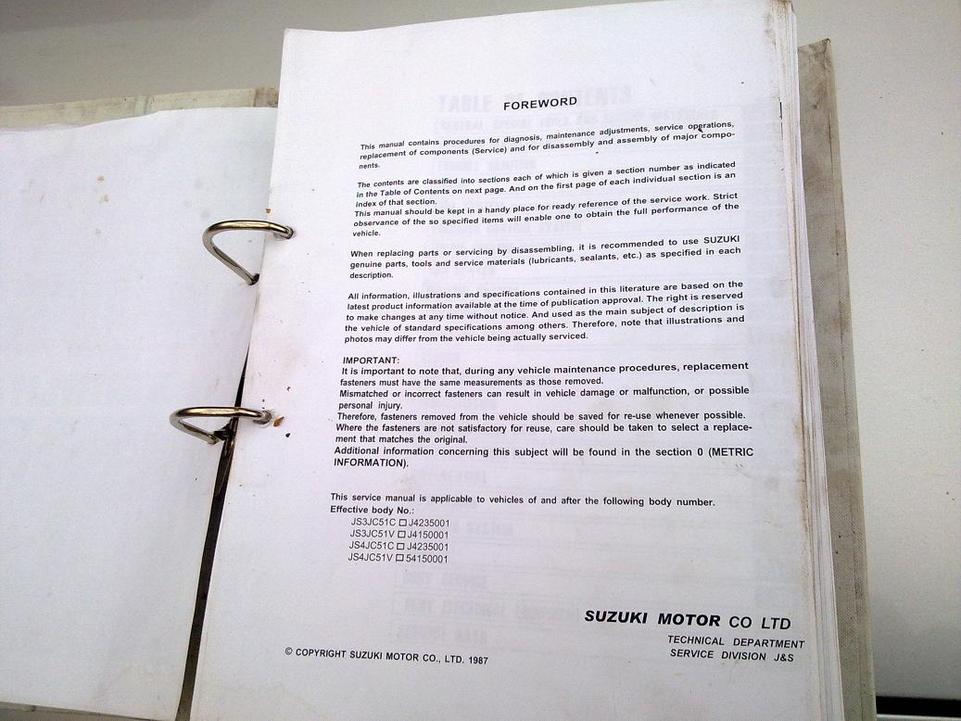 FOREWORD
This manual contains procedures for diagnosis, maintenance adjustments, service operations,
replacement of components (Service) and for disassembly and assembly of major compo-
nents.
The contents are classified into sections each of which is given a section number as indicated
in the Table of Contents on next page. And on the first page of each individual section is an
index of that section.
This manual should be kept in a handy place for ready reference of the service work. Strict
observance of the so specified items will enable one to obtain the full performance of the
vehicle.
When replacing parts or servicing by disassembling, it is recommended to use SUZUKI
genuine parts, tools and service materials (lubricants, sealants, etc.) as specified in each
description.
All information, illustrations and specifications contained in this literature are based on the
latest product information available at the time of publication approval. The right is reserved
to make changes at any time without notice. And used as the main subject of description is
the vehicle of standard specifications among others. Therefore, note that illustrations and
photos may differ from the vehicle being actually serviced.
IMPORTANT:
It is important to note that, during any vehicle maintenance procedures, replacement
fasteners must have the same measurements as those removed.
Mismatched or incorrect fasteners can result in vehicle damage or malfunction, or possible
personal injury.
Therefore, fasteners removed from the vehicle should be saved for re-use whenever possible.
Where the fasteners are not satisfactory for reuse, care should be taken to select a replace-
ment that matches the original.
Additional information concerning this subject will be found in the section 0 (METRIC
INFORMATION).
This service manual is applicable to vehicles of and after the following body number.
Effective body No.:
JS3JC51C □ J4235001
JS3JC51V □ J4150001
JS4JC51C □ J4235001
JS4JC51V □ 54150001
SUZUKI MOTOR CO LTD
TECHNICAL DEPARTMENT
SERVICE DIVISION J&S
© COPYRIGHT SUZUKI MOTOR CO., LTD. 1987